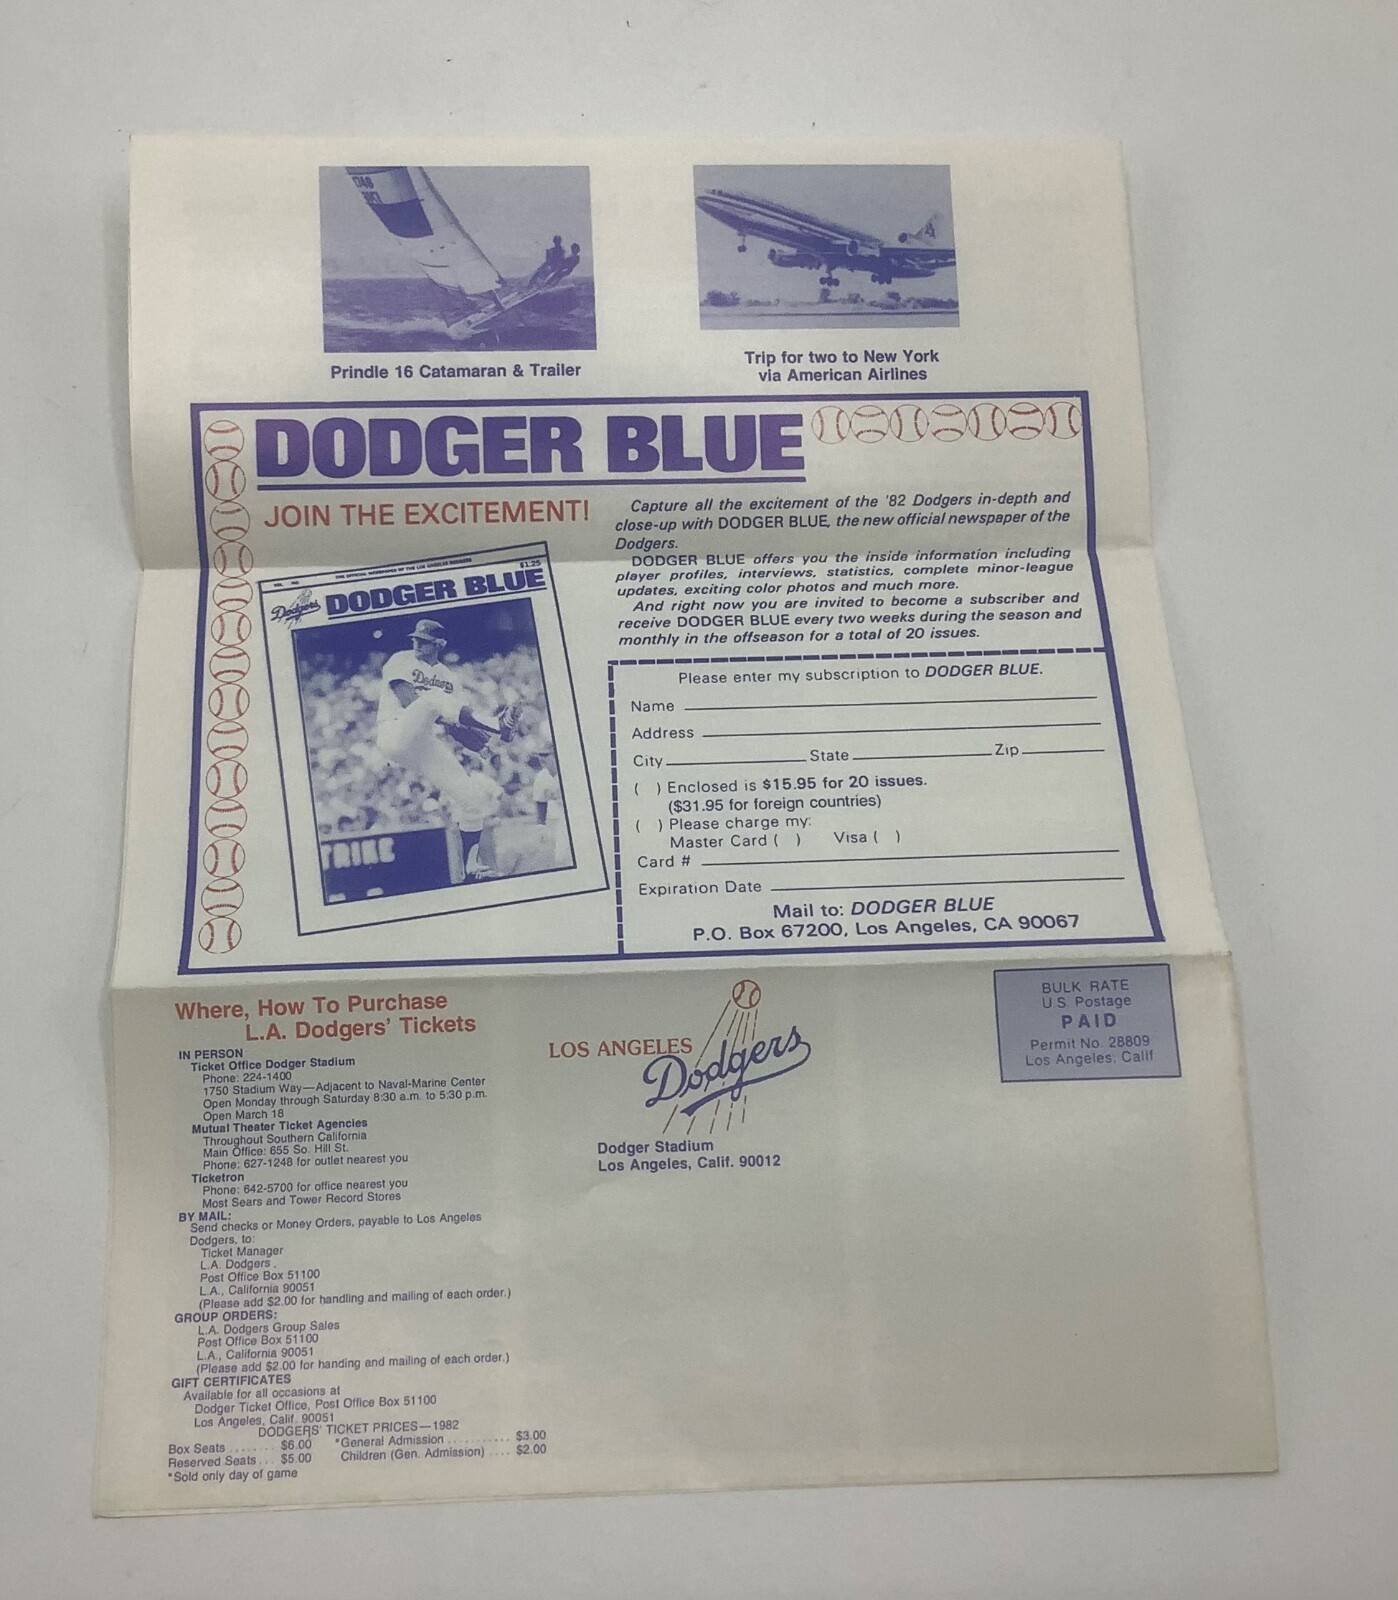 Prindle 16 Catamaran & Trailer
Trip for two to New York
via American Airlines
DODGER BLUE
JOIN THE EXCITEMENT!
THE OFFICIAL NEWSPAPER OF THE LOS ANGELES DODGERS
$1.25
Dodgers
DODGER BLUE
Dodgers
STRIKE
Capture all the excitement of the '82 Dodgers in-depth and
close-up with DODGER BLUE, the new official newspaper of the
Dodgers.
DODGER BLUE offers you the inside information including
player profiles, interviews, statistics, complete minor-league
updates, exciting color photos and much more.
And right now you are invited to become a subscriber and
receive DODGER BLUE every two weeks during the season and
monthly in the offseason for a total of 20 issues.
Please enter my subscription to DODGER BLUE.
Name
Address
City State Zip
( ) Enclosed is $15.95 for 20 issues.
($31.95 for foreign countries)
( ) Please charge my:
Master Card ( ) Visa ( )
Card #
Expiration Date
Mail to: DODGER BLUE
P.O. Box 67200, Los Angeles, CA 90067
Where, How To Purchase
L.A. Dodgers' Tickets
IN PERSON
Ticket Office Dodger Stadium
Phone: 224-1400
1750 Stadium Way—Adjacent to Naval-Marine Center
Open Monday through Saturday 8:30 a.m. to 5:30 p.m.
Open March 18
Mutual Theater Ticket Agencies
Throughout Southern California
Main Office: 655 So. Hill St.
Phone: 627-1248 for outlet nearest you
Ticketron
Phone: 642-5700 for office nearest you
Most Sears and Tower Record Stores
BY MAIL:
Send checks or Money Orders, payable to Los Angeles
Dodgers, to:
Ticket Manager
L.A. Dodgers
Post Office Box 51100
L.A., California 90051
(Please add $2.00 for handling and mailing of each order.)
GROUP ORDERS:
L.A. Dodgers Group Sales
Post Office Box 51100
L.A., California 90051
(Please add $2.00 for handing and mailing of each order.)
GIFT CERTIFICATES
Available for all occasions at
Dodger Ticket Office, Post Office Box 51100
Los Angeles, Calif. 90051
DODGERS' TICKET PRICES—1982
Box Seats ........ $6.00 *General Admission .......... $3.00
Reserved Seats ... $5.00 Children (Gen. Admission) .... $2.00
*Sold only day of game
LOS ANGELES
Dodgers
Dodger Stadium
Los Angeles, Calif. 90012
BULK RATE
U.S. Postage
PAID
Permit No. 28809
Los Angeles, Calif